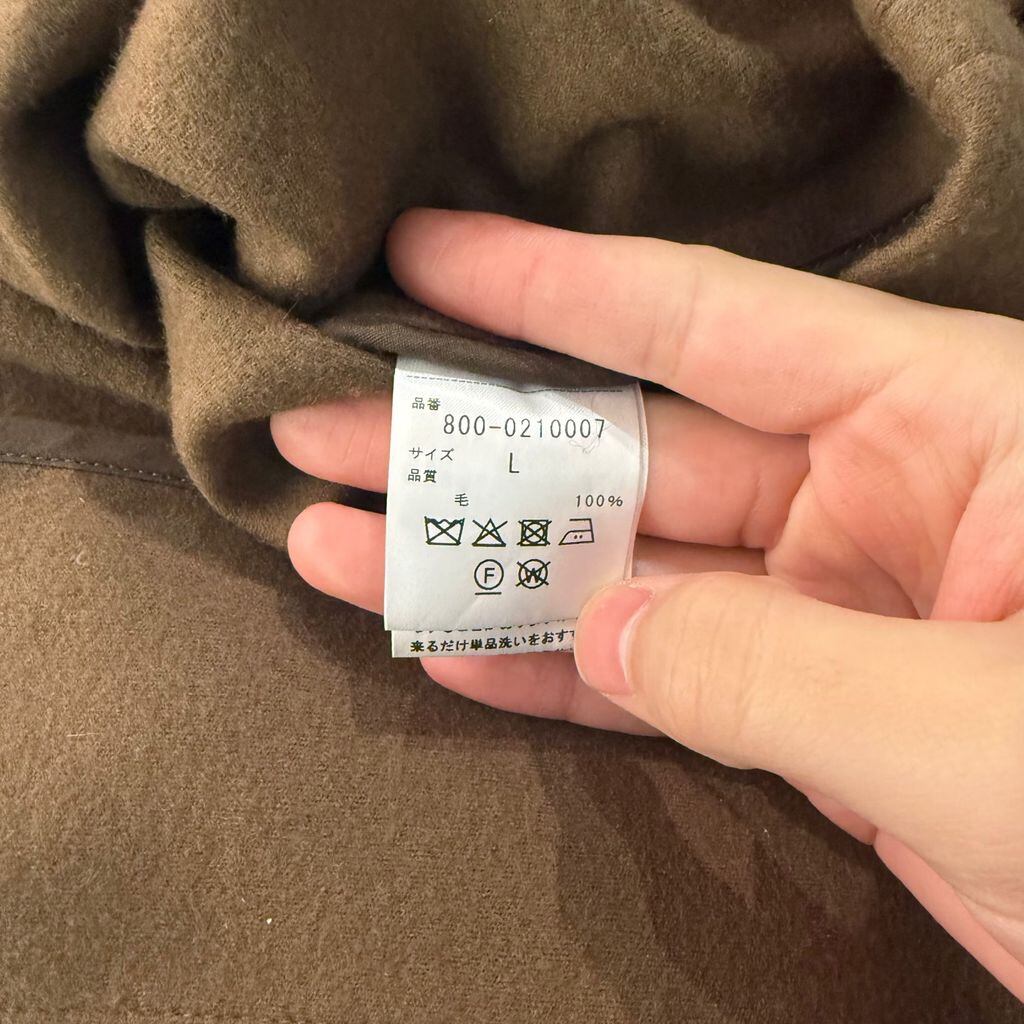 品番
800-0210007
サイズ L
品質
毛 100%
F
W
来るだけ単品洗いをおす